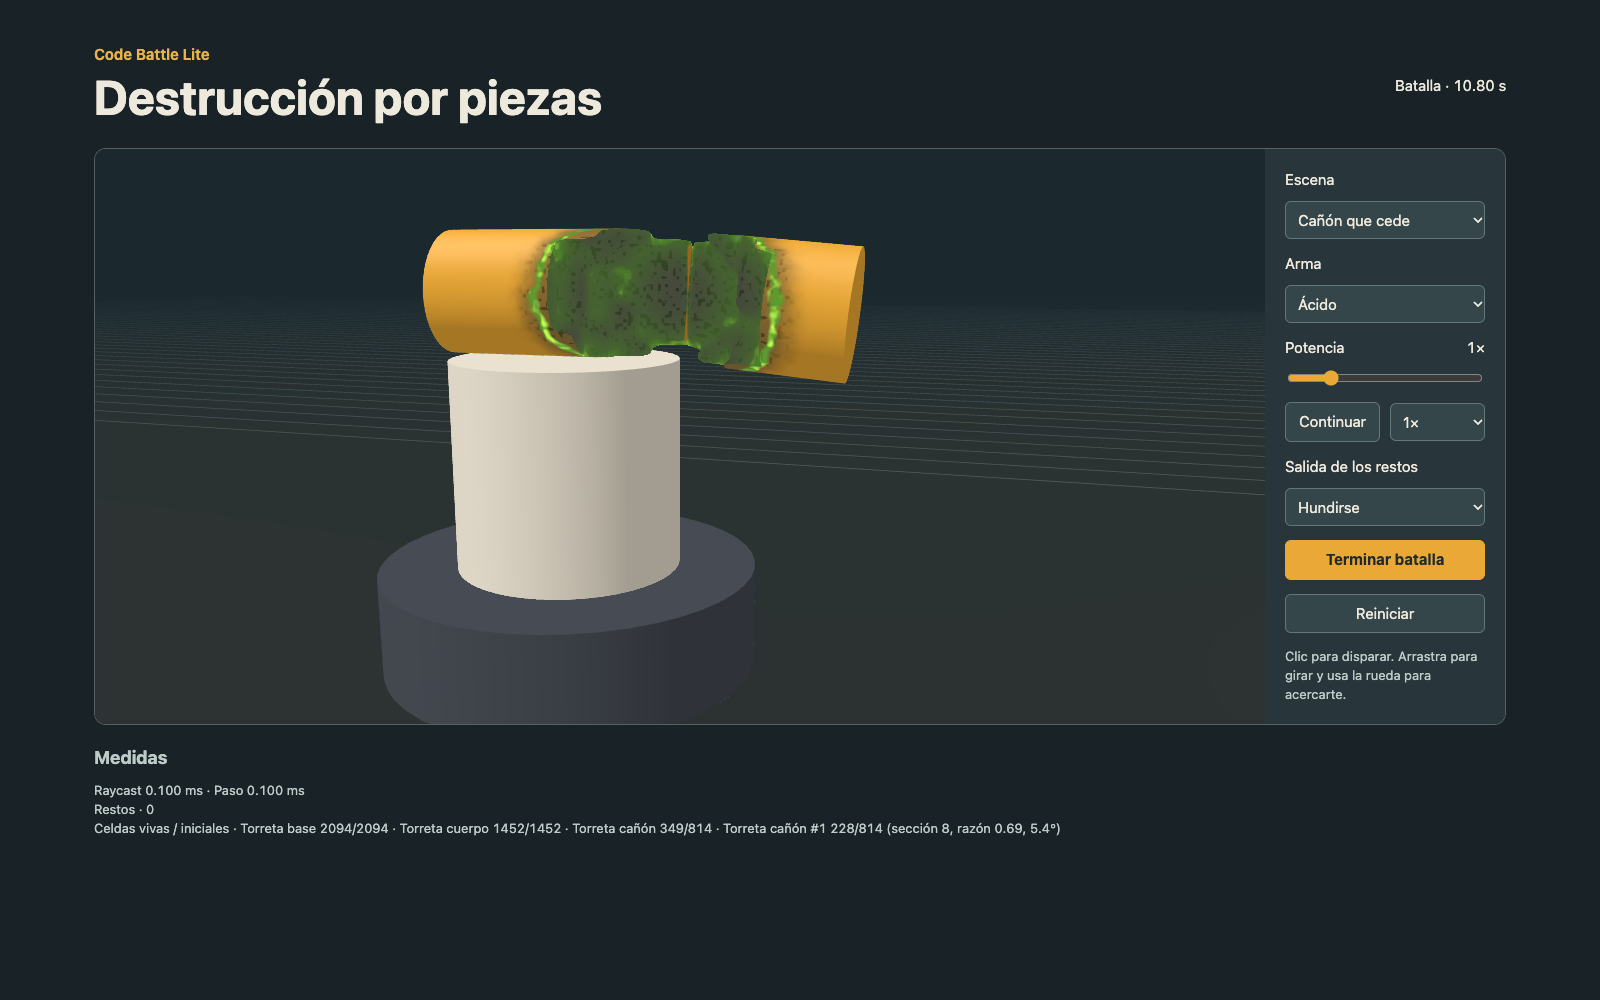 Code Battle Lite
Destrucción por piezas
Batalla · 10.80 s
Escena
Cañón que cede
Arma
Ácido
Potencia 1×
Continuar 1×
Salida de los restos
Hundirse
Terminar batalla
Reiniciar
Clic para disparar. Arrastra para
girar y usa la rueda para
acercarte.
Medidas
Raycast 0.100 ms · Paso 0.100 ms
Restos · 0
Celdas vivas / iniciales · Torreta base 2094/2094 · Torreta cuerpo 1452/1452 · Torreta cañón 349/814 · Torreta cañón #1 228/814 (sección 8, razón 0.69, 5.4°)